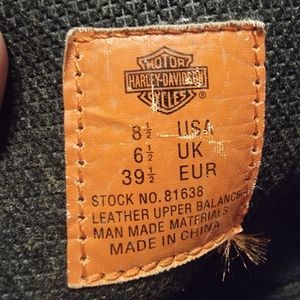 MOTOR
HARLEY-DAVIDSON
CYCLES
®
8½ USA
6½ UK
39½ EUR
STOCK NO. 81638
LEATHER UPPER BALANCE
MAN MADE MATERIALS
MADE IN CHINA